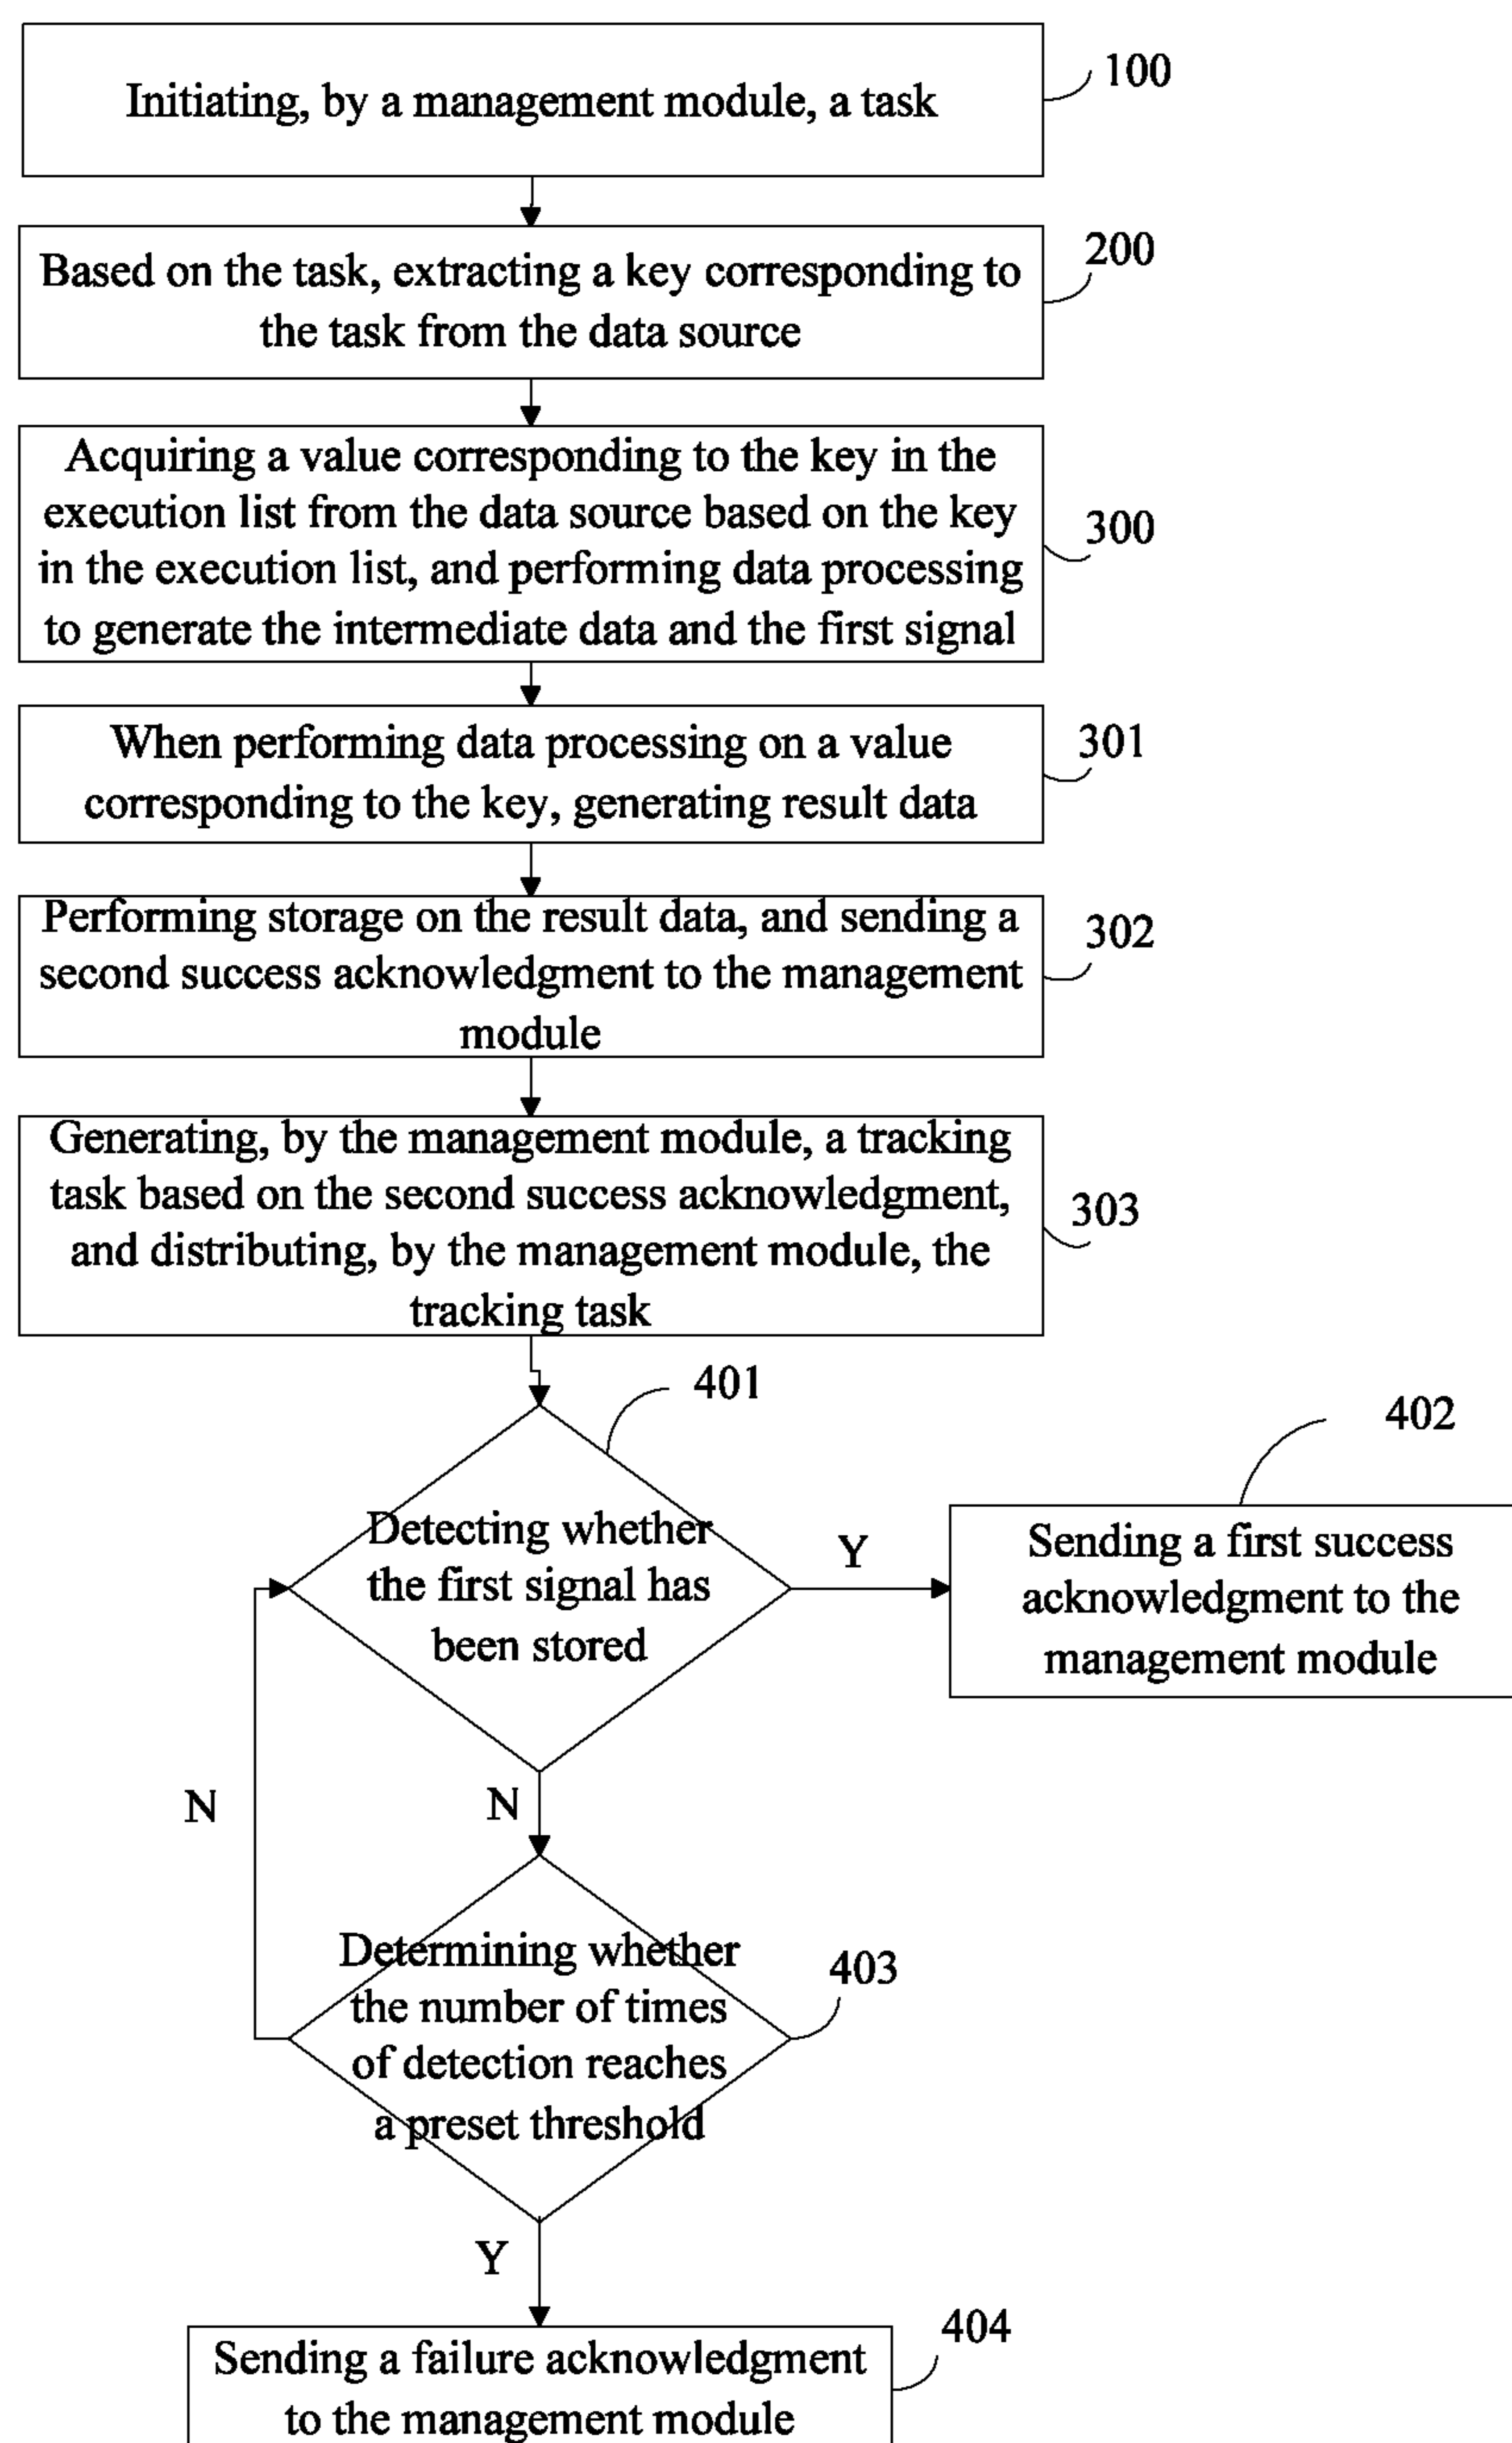 Initiating, by a management module, a task
100
Based on the task, extracting a key corresponding to
the task from the data source
200
Acquiring a value corresponding to the key in the
execution list from the data source based on the key
in the execution list, and performing data processing
to generate the intermediate data and the first signal
300
When performing data processing on a value
corresponding to the key, generating result data
301
Performing storage on the result data, and sending a
second success acknowledgment to the management
module
302
Generating, by the management module, a tracking
task based on the second success acknowledgment,
and distributing, by the management module, the
tracking task
303
401
Detecting whether
the first signal has
been stored
Y
402
Sending a first success
acknowledgment to the
management module
N
N
Determining whether
the number of times
of detection reaches
a preset threshold
403
Y
404
Sending a failure acknowledgment
to the management module